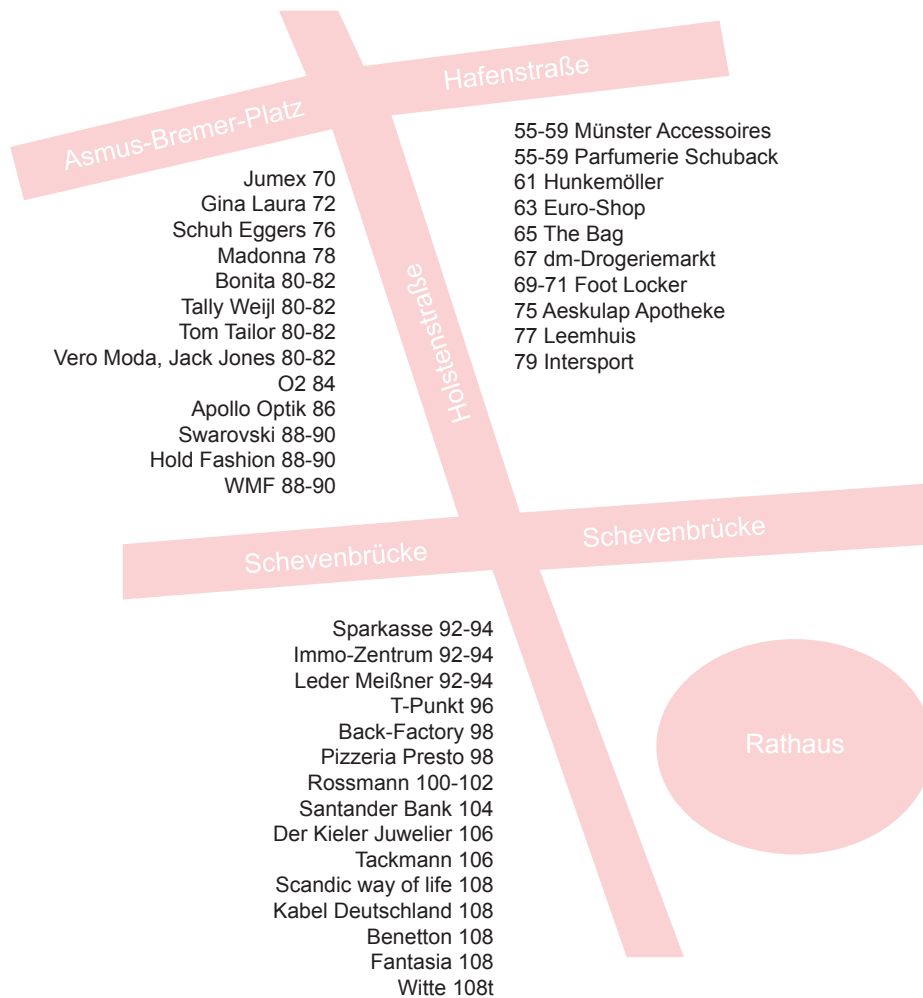 Hafenstraße
Asmus-Bremer-Platz
Jumex 70
Gina Laura 72
Schuh Eggers 76
Madonna 78
Bonita 80-82
Tally Weijl 80-82
Tom Tailor 80-82
Vero Moda, Jack Jones 80-82
O2 84
Apollo Optik 86
Swarovski 88-90
Hold Fashion 88-90
WMF 88-90
Holstenstraße
55-59 Münster Accessoires
55-59 Parfumerie Schuback
61 Hunkemöller
63 Euro-Shop
65 The Bag
67 dm-Drogeriemarkt
69-71 Foot Locker
75 Aeskulap Apotheke
77 Leemhuis
79 Intersport
Schevenbrücke
Schevenbrücke
Sparkasse 92-94
Immo-Zentrum 92-94
Leder Meißner 92-94
T-Punkt 96
Back-Factory 98
Pizzeria Presto 98
Rossmann 100-102
Santander Bank 104
Der Kieler Juwelier 106
Tackmann 106
Scandic way of life 108
Kabel Deutschland 108
Benetton 108
Fantasia 108
Witte 108t
Rathaus